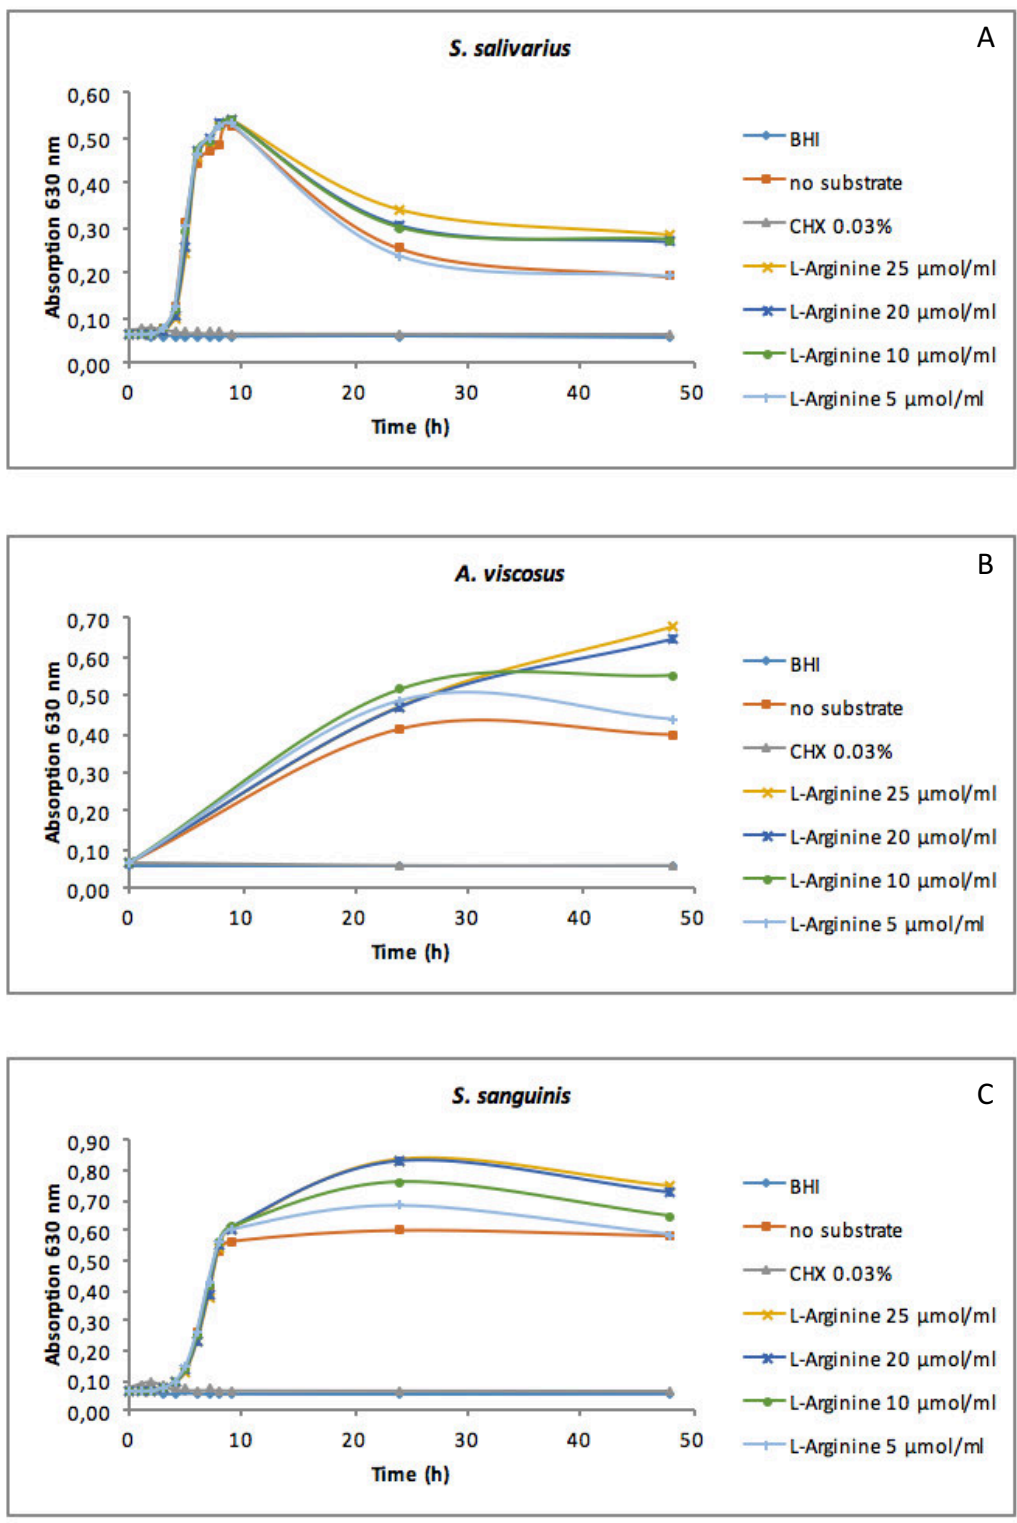 A
S. salivarius
Absorption 630 nm
0,60
0,50
0,40
0,30
0,20
0,10
0,00
0 10 20 30 40 50
Time (h)
BHI
no substrate
CHX 0.03%
L-Arginine 25 µmol/ml
L-Arginine 20 µmol/ml
L-Arginine 10 µmol/ml
L-Arginine 5 µmol/ml
B
A. viscosus
Absorption 630 nm
0,70
0,60
0,50
0,40
0,30
0,20
0,10
0,00
0 10 20 30 40 50
Time (h)
BHI
no substrate
CHX 0.03%
L-Arginine 25 µmol/ml
L-Arginine 20 µmol/ml
L-Arginine 10 µmol/ml
L-Arginine 5 µmol/ml
C
S. sanguinis
Absorption 630 nm
0,90
0,80
0,70
0,60
0,50
0,40
0,30
0,20
0,10
0,00
0 10 20 30 40 50
Time (h)
BHI
no substrate
CHX 0.03%
L-Arginine 25 µmol/ml
L-Arginine 20 µmol/ml
L-Arginine 10 µmol/ml
L-Arginine 5 µmol/ml